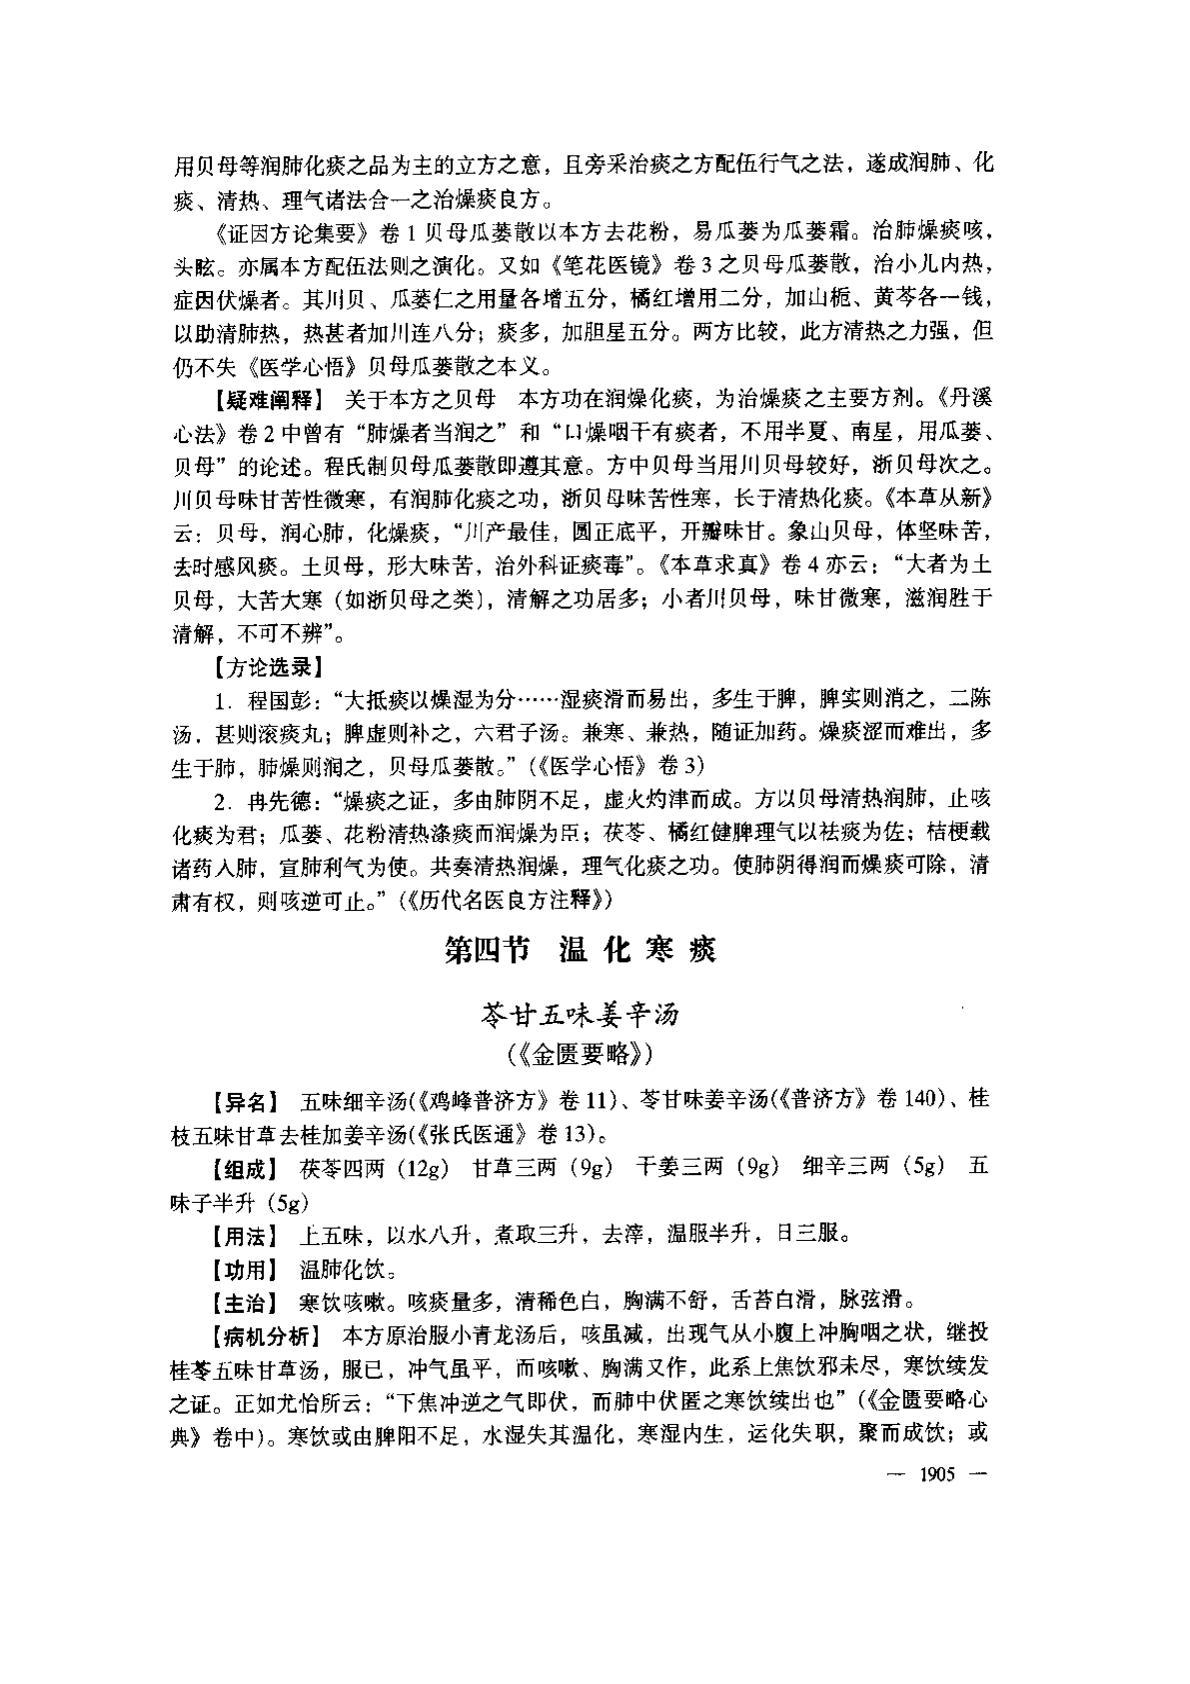 用贝母等润肺化痰之品为主的立方之意，且旁采治痰之方配伍行气之法，遂成润肺、化
痰、清热、理气诸法合一之治燥痰良方。
《证因方论集要》卷 1 贝母瓜蒌散以本方去花粉，易瓜蒌为瓜蒌霜。治肺燥痰咳，
头眩。亦属本方配伍法则之演化。又如《笔花医镜》卷 3 之贝母瓜蒌散，治小儿内热，
症因伏燥者。其川贝、瓜蒌仁之用量各增五分，橘红增用二分，加山栀、黄芩各一钱，
以助清肺热，热甚者加川连八分；痰多，加胆星五分。两方比较，此方清热之力强，但
仍不失《医学心悟》贝母瓜蒌散之本义。
【疑难阐释】 关于本方之贝母 本方功在润燥化痰，为治燥痰之主要方剂。《丹溪
心法》卷 2 中曾有“肺燥者当润之”和“口燥咽干有痰者，不用半夏、南星，用瓜蒌、
贝母”的论述。程氏制贝母瓜蒌散即遵其意。方中贝母当用川贝母较好，浙贝母次之。
川贝母味甘苦性微寒，有润肺化痰之功，浙贝母味苦性寒，长于清热化痰。《本草从新》
云：贝母，润心肺，化燥痰，“川产最佳，圆正底平，开瓣味甘。象山贝母，体坚味苦，
去时感风痰。土贝母，形大味苦，治外科证痰毒”。《本草求真》卷 4 亦云：“大者为土
贝母，大苦大寒（如浙贝母之类），清解之功居多；小者川贝母，味甘微寒，滋润胜于
清解，不可不辨”。
【方论选录】
1．程国彭：“大抵痰以燥湿为分……湿痰滑而易出，多生于脾，脾实则消之，二陈
汤，甚则滚痰丸；脾虚则补之，六君子汤。兼寒、兼热，随证加药。燥痰涩而难出，多
生于肺，肺燥则润之，贝母瓜蒌散。”（《医学心悟》卷 3）
2．冉先德：“燥痰之证，多由肺阴不足，虚火灼津而成。方以贝母清热润肺，止咳
化痰为君；瓜蒌、花粉清热涤痰而润燥为臣；茯苓、橘红健脾理气以祛痰为佐；桔梗载
诸药入肺，宣肺利气为使。共奏清热润燥，理气化痰之功。使肺阴得润而燥痰可除，清
肃有权，则咳逆可止。”（《历代名医良方注释》）
第四节 温化寒痰
苓甘五味姜辛汤
（《金匮要略》）
【异名】 五味细辛汤（《鸡峰普济方》卷 11）、苓甘味姜辛汤（《普济方》卷 140）、桂
枝五味甘草去桂加姜辛汤（《张氏医通》卷 13）。
【组成】 茯苓四两（12g） 甘草三两（9g） 干姜三两（9g） 细辛三两（5g） 五
味子半升（5g）
【用法】 上五味，以水八升，煮取三升，去滓，温服半升，日三服。
【功用】 温肺化饮。
【主治】 寒饮咳嗽。咳痰量多，清稀色白，胸满不舒，舌苔白滑，脉弦滑。
【病机分析】 本方原治服小青龙汤后，咳虽减，出现气从小腹上冲胸咽之状，继投
桂苓五味甘草汤，服已，冲气虽平，而咳嗽、胸满又作，此系上焦饮邪未尽，寒饮续发
之证。正如尤怡所云：“下焦冲逆之气即伏，而肺中伏匿之寒饮续出也”（《金匮要略心
典》卷中）。寒饮或由脾阳不足，水湿失其温化，寒湿内生，运化失职，聚而成饮；或
— 1905 —